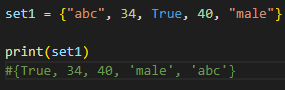 set1 = {"abc", 34, True, 40, "male"}
print(set1)
#{True, 34, 40, 'male', 'abc'}